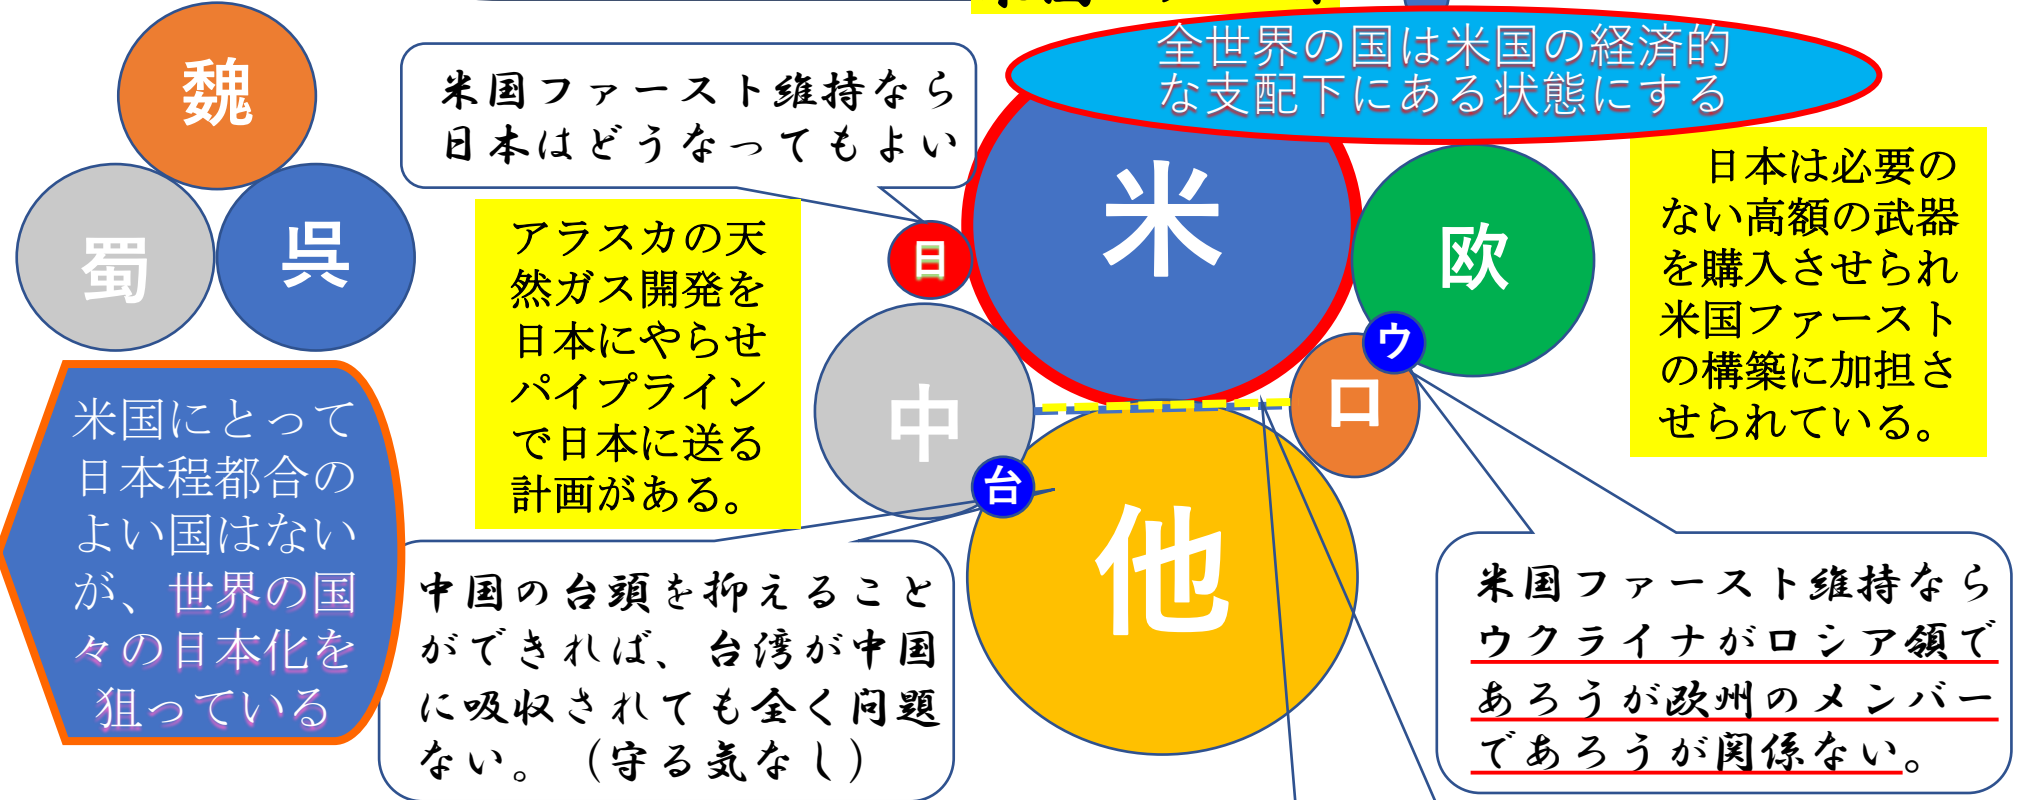 魏
蜀
呉
米国ファースト維持なら
日本はどうなってもよい
全世界の国は米国の経済的
な支配下にある状態にする
米
日
欧
ウ
ロ
中
台
他
アラスカの天
然ガス開発を
日本にやらせ
パイプライン
で日本に送る
計画がある。
日本は必要の
ない高額の武器
を購入させられ
米国ファースト
の構築に加担さ
せられている。
米国にとって
日本程都合の
よい国はない
が、世界の国
々の日本化を
狙っている
中国の台頭を抑えること
ができれば、台湾が中国
に吸収されても全く問題
ない。（守る気なし）
米国ファースト維持なら
ウクライナがロシア領で
あろうが欧州のメンバー
であろうが関係ない。